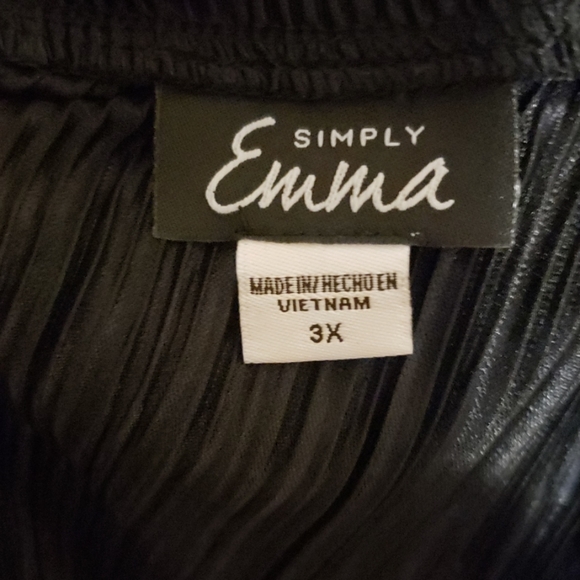 SIMPLY
Emma
MADE IN/HECHO EN
VIETNAM
3X